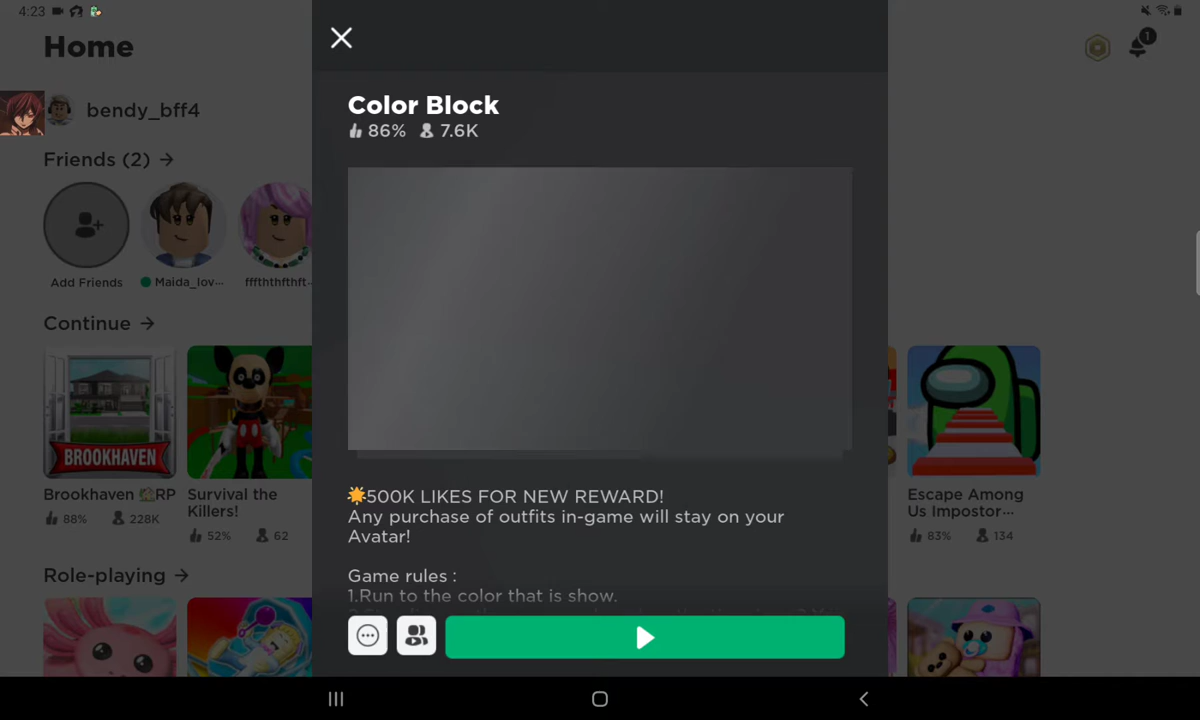 4:23
Home
1
bendy_bff4
Friends (2) →
Add Friends
Maida_lov...
fffththfthft...
Continue →
BROOKHAVEN
Brookhaven 🏡RP
88% 228K
Survival the
Killers!
52% 62
Role-playing →
Color Block
86% 7.6K
🌟500K LIKES FOR NEW REWARD!
Any purchase of outfits in-game will stay on your
Avatar!
Game rules :
1.Run to the color that is show.
Escape Among
Us Impostor...
83% 134